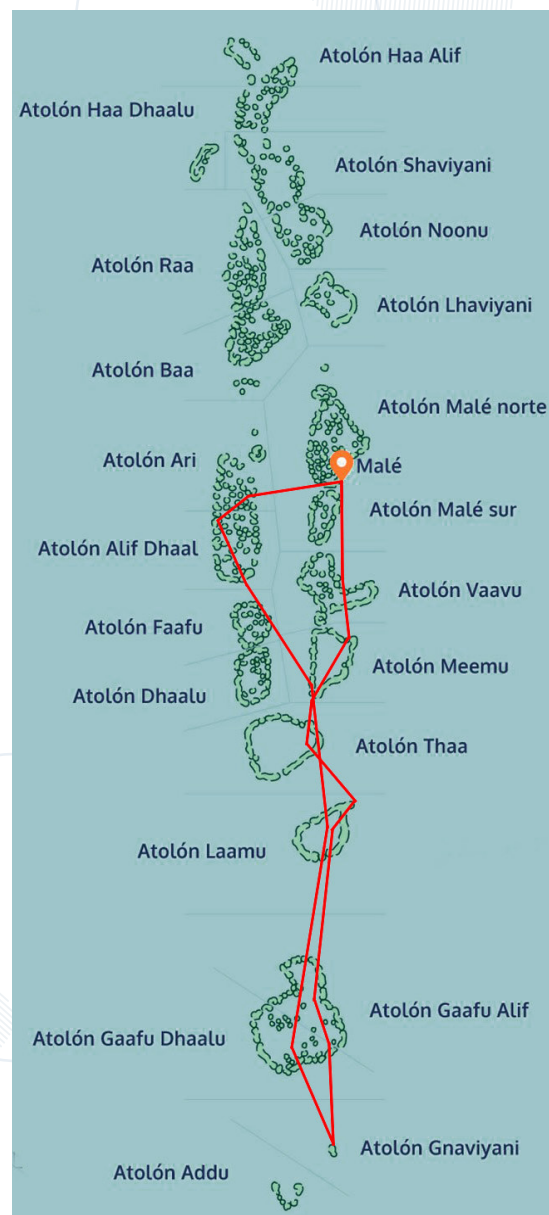 Atolón Haa Alif
Atolón Haa Dhaalu
Atolón Shaviyani
Atolón Noonu
Atolón Raa
Atolón Lhaviyani
Atolón Baa
Atolón Malé norte
Atolón Ari
Malé
Atolón Malé sur
Atolón Alif Dhaal
Atolón Vaavu
Atolón Faafu
Atolón Meemu
Atolón Dhaalu
Atolón Thaa
Atolón Laamu
Atolón Gaafu Alif
Atolón Gaafu Dhaalu
Atolón Gnaviyani
Atolón Addu